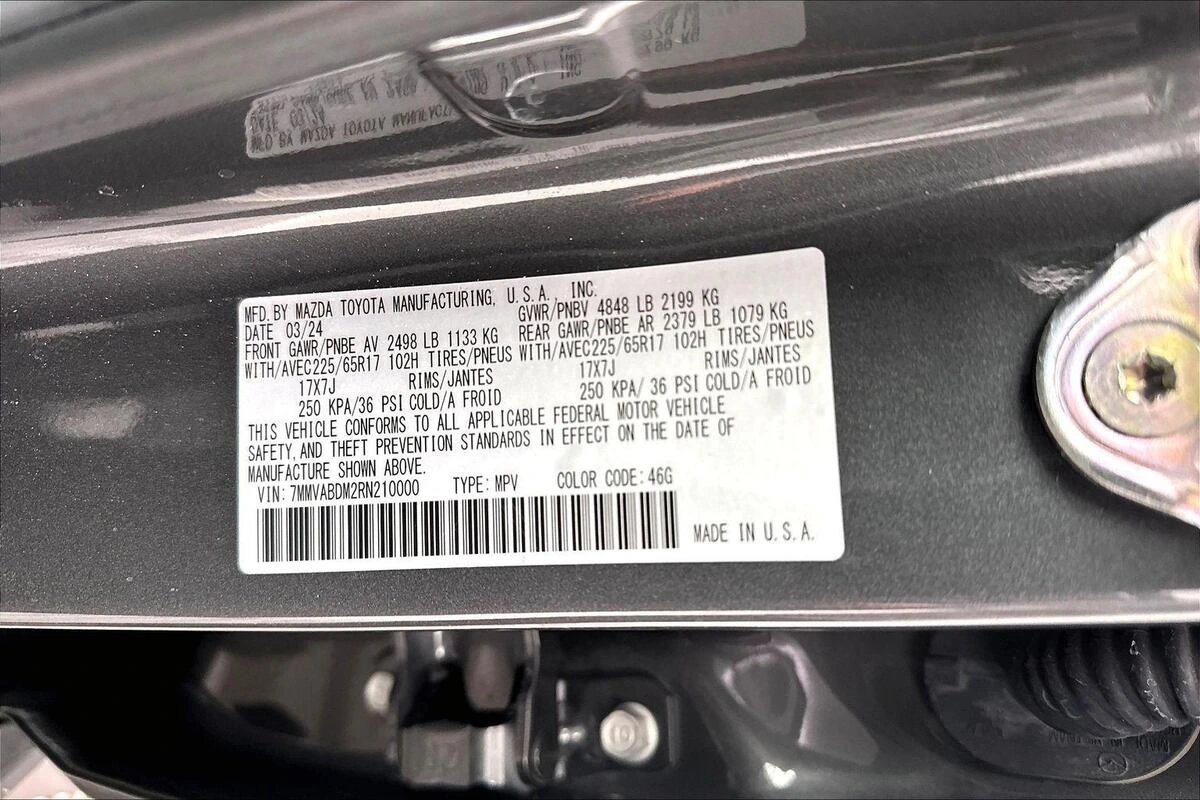 MFD. BY MAZDA TOYOTA MANUFACTURING, U.S.A., INC.
DATE 03/24 GVWR/PNBV 4848 LB 2199 KG
FRONT GAWR/PNBE AV 2498 LB 1133 KG REAR GAWR/PNBE AR 2379 LB 1079 KG
WITH/AVEC225/65R17 102H TIRES/PNEUS WITH/AVEC225/65R17 102H TIRES/PNEUS
17X7J RIMS/JANTES 17X7J RIMS/JANTES
250 KPA/36 PSI COLD/A FROID 250 KPA/ 36 PSI COLD/A FROID
THIS VEHICLE CONFORMS TO ALL APPLICABLE FEDERAL MOTOR VEHICLE
SAFETY, AND THEFT PREVENTION STANDARDS IN EFFECT ON THE DATE OF
MANUFACTURE SHOWN ABOVE.
VIN: 7MMVABDM2RN210000 TYPE: MPV COLOR CODE: 46G
MADE IN U.S.A.